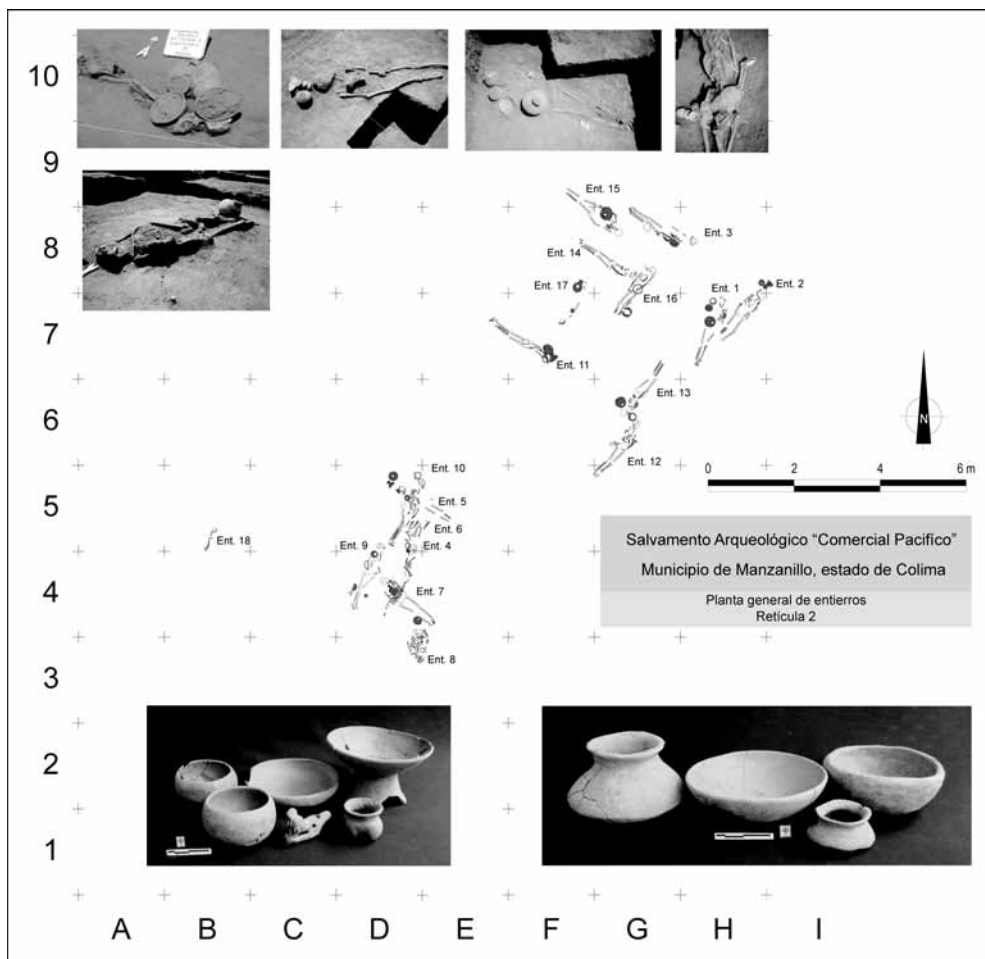 10
9
Ent. 15
Ent. 3
8
Ent. 14
Ent. 17
Ent. 16
Ent. 1
Ent. 2
7
Ent. 11
Ent. 13
6
N
Ent. 12
0 2 4 6 m
Ent. 10
5
Ent. 5
Ent. 6
Ent. 18
Ent. 9
Ent. 4
Salvamento Arqueológico “Comercial Pacifíco”
Municipio de Manzanillo, estado de Colima
4
Ent. 7
Planta general de entierros
Retícula 2
Ent. 8
3
2
1
A B C D E F G H I